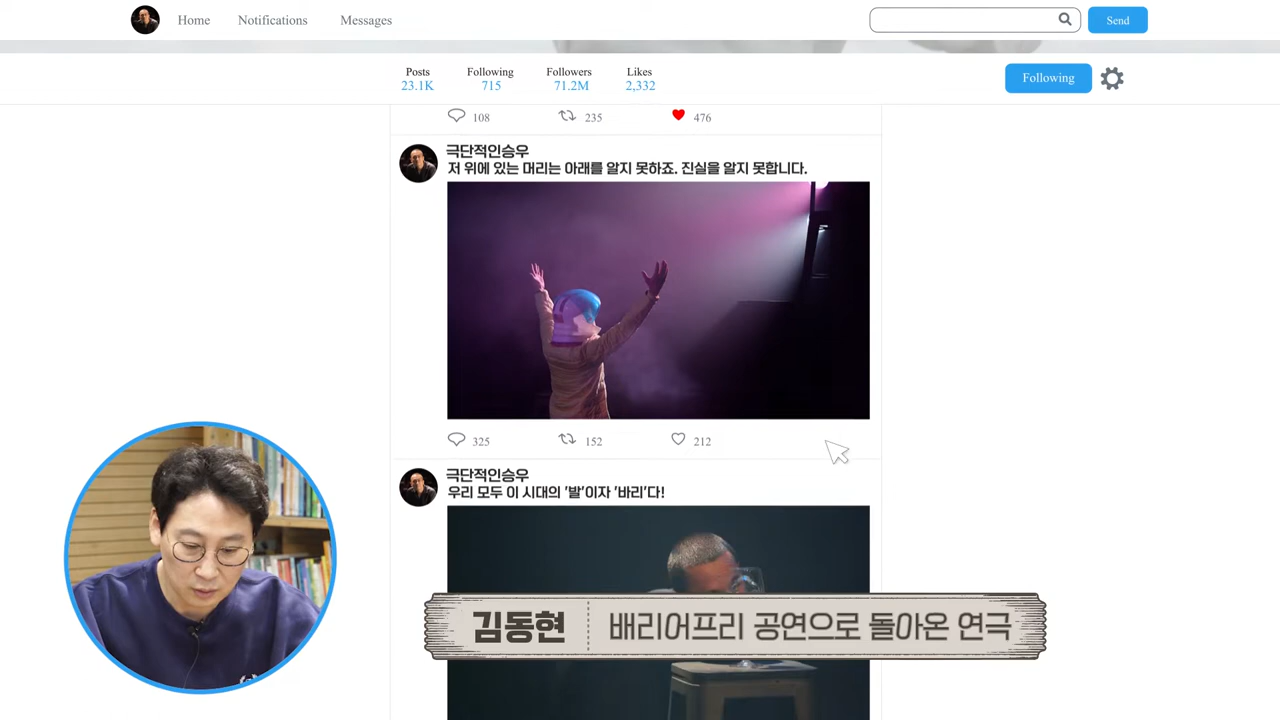 Home Notifications Messages Send
Posts Following Followers Likes
23.1K 715 71.2M 2,332
Following
108 235 476
극단적인승우
저 위에 있는 머리는 아래를 알지 못하죠. 진실을 알지 못합니다.
325 152 212
극단적인승우
우리 모두 이 시대의 '발'이자 '바리'다!
김동현 배리어프리 공연으로 돌아온 연극